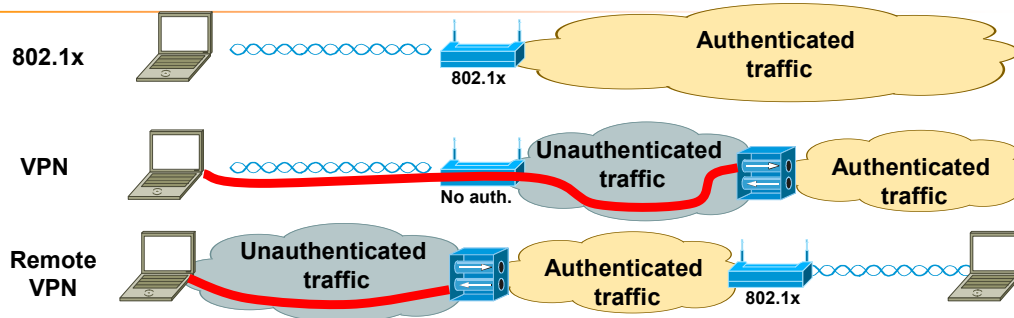 802.1x
802.1x
Authenticated
traffic
VPN
No auth.
Unauthenticated
traffic
Authenticated
traffic
Remote
VPN
Unauthenticated
traffic
Authenticated
traffic
802.1x